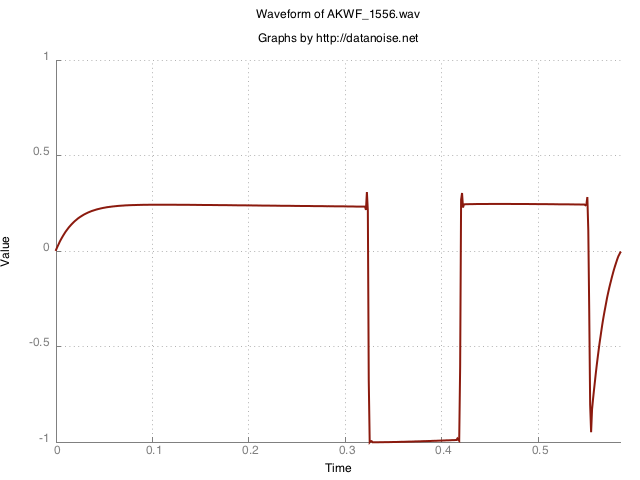 Waveform of AKWF_1556.wav
Graphs by http://datanoise.net
1
0.5
0
-0.5
-1
Value
0 0.1 0.2 0.3 0.4 0.5
Time